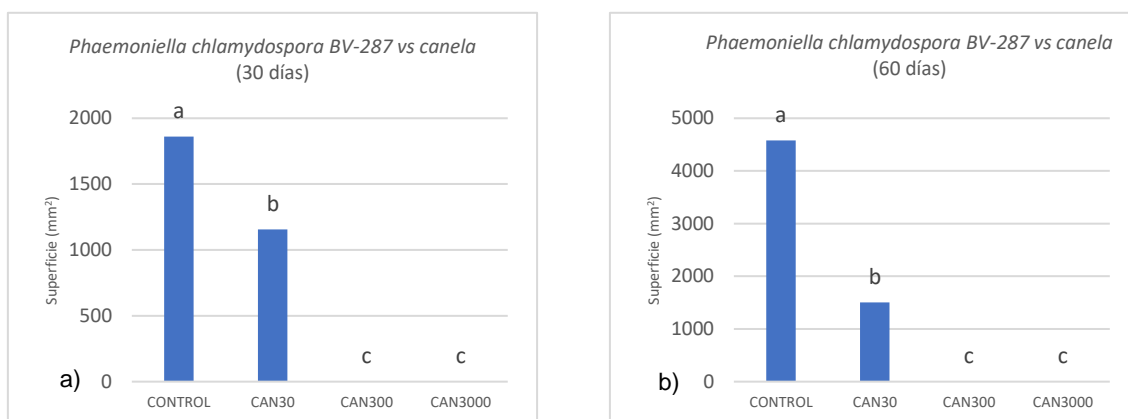 Phaemoniella chlamydospora BV-287 vs canela
(30 días)
2000
1500
1000
500
0
Superficie (mm²)
a
b
c
c
CONTROL
CAN30
CAN300
CAN3000
a)
Phaemoniella chlamydospora BV-287 vs canela
(60 días)
5000
4000
3000
2000
1000
0
Superficie (mm²)
a
b
c
c
CONTROL
CAN30
CAN300
CAN3000
b)